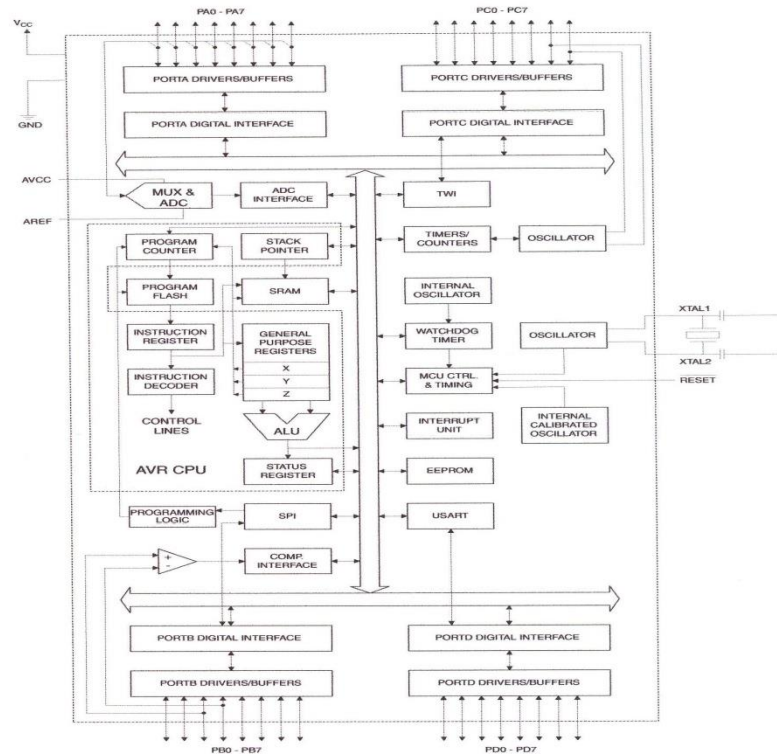 PA0 - PA7
PC0 - PC7
VCC
PORTA DRIVERS/BUFFERS
PORTC DRIVERS/BUFFERS
GND
PORTA DIGITAL INTERFACE
PORTC DIGITAL INTERFACE
AVCC
MUX &
ADC
ADC
INTERFACE
TWI
AREF
PROGRAM
COUNTER
STACK
POINTER
TIMERS/
COUNTERS
OSCILLATOR
PROGRAM
FLASH
SRAM
INTERNAL
OSCILLATOR
XTAL1
INSTRUCTION
REGISTER
GENERAL
PURPOSE
REGISTERS
WATCHDOG
TIMER
OSCILLATOR
X
XTAL2
INSTRUCTION
DECODER
Y
MCU CTRL.
& TIMING
RESET
Z
CONTROL
LINES
INTERRUPT
UNIT
INTERNAL
CALIBRATED
OSCILLATOR
ALU
AVR CPU
STATUS
REGISTER
EEPROM
PROGRAMMING
LOGIC
SPI
USART
+
-
COMP.
INTERFACE
PORTB DIGITAL INTERFACE
PORTD DIGITAL INTERFACE
PORTB DRIVERS/BUFFERS
PORTD DRIVERS/BUFFERS
PB0 - PB7
PD0 - PD7